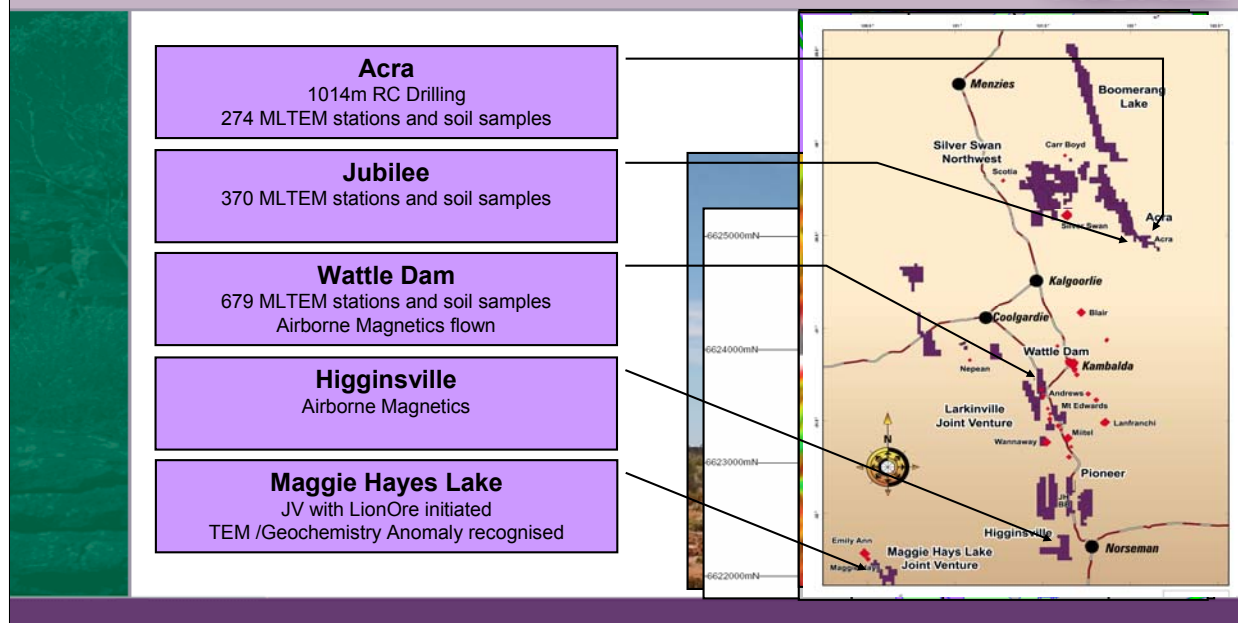 Acra
1014m RC Drilling
274 MLTEM stations and soil samples
Jubilee
370 MLTEM stations and soil samples
Wattle Dam
679 MLTEM stations and soil samples
Airborne Magnetics flown
Higginsville
Airborne Magnetics
Maggie Hayes Lake
JV with LionOre initiated
TEM /Geochemistry Anomaly recognised
6625000mN
6624000mN
6623000mN
6622000mN
Menzies
Boomerang
Lake
Silver Swan
Northwest
Carr Boyd
Scotia
Silver Swan
Acra
Acra
Kalgoorlie
Coolgardie
Blair
Wattle Dam
Nepean
Kambalda
Andrews
Mt Edwards
Larkinville
Joint Venture
Lanfranchi
Miitel
Wannaway
N
Pioneer
Higginsville
Norseman
Emily Ann
Maggie Hays Lake
Joint Venture